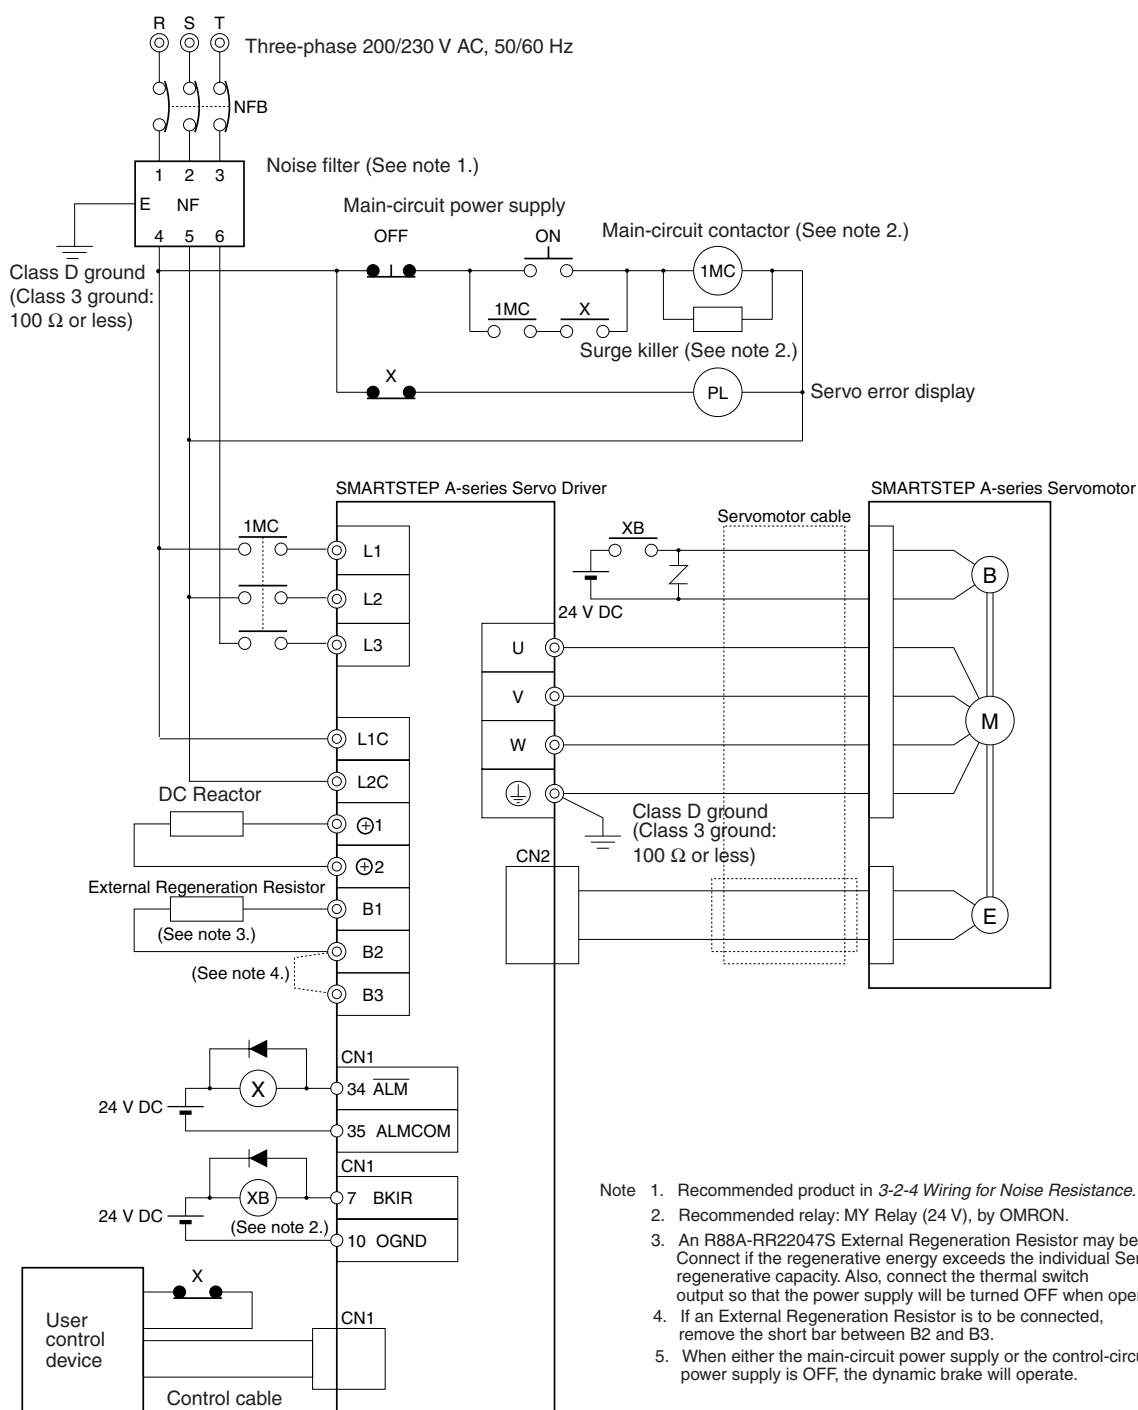 R S T
Three-phase 200/230 V AC, 50/60 Hz
NFB
Noise filter (See note 1.)
1 2 3
E NF
4 5 6
Class D ground
(Class 3 ground:
100 Ω or less)
Main-circuit power supply
OFF ON
Main-circuit contactor (See note 2.)
1MC
1MC X
Surge killer (See note 2.)
X
PL
Servo error display
SMARTSTEP A-series Servo Driver
SMARTSTEP A-series Servomotor
1MC
L1
L2
L3
XB
Servomotor cable
24 V DC
B
U
V
W
M
L1C
L2C
DC Reactor
⊕1
⊕2
External Regeneration Resistor
(See note 3.)
B1
B2
(See note 4.)
B3
Class D ground
(Class 3 ground:
100 Ω or less)
CN2
E
CN1
X
34 A̅L̅M̅
24 V DC
35 ALMCOM
CN1
XB
7 BKIR
24 V DC
(See note 2.)
10 OGND
X
User
control
device
CN1
Control cable
Note 1. Recommended product in 3-2-4 Wiring for Noise Resistance.
2. Recommended relay: MY Relay (24 V), by OMRON.
3. An R88A-RR22047S External Regeneration Resistor may be
Connect if the regenerative energy exceeds the individual Ser
regenerative capacity. Also, connect the thermal switch
output so that the power supply will be turned OFF when oper
4. If an External Regeneration Resistor is to be connected,
remove the short bar between B2 and B3.
5. When either the main-circuit power supply or the control-circu
power supply is OFF, the dynamic brake will operate.